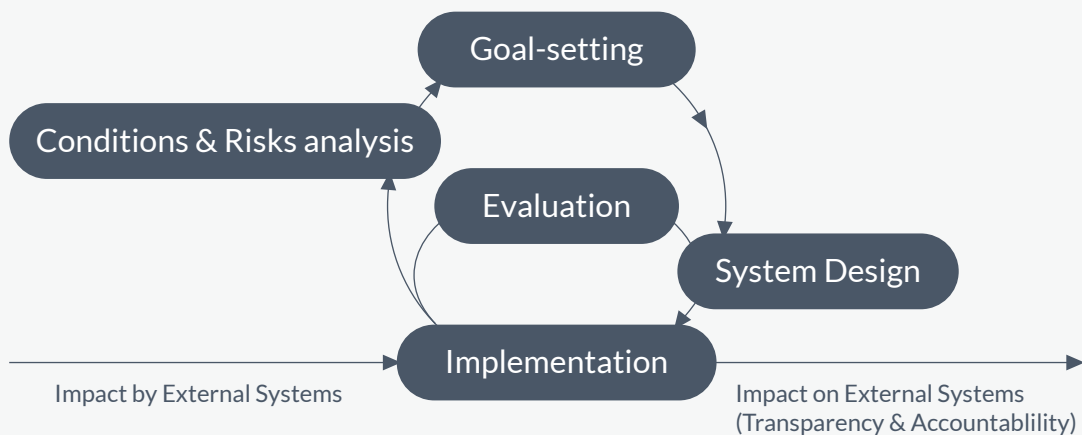 Goal-setting
Conditions & Risks analysis
Evaluation
System Design
Implementation
Impact by External Systems
Impact on External Systems
(Transparency & Accountablility)